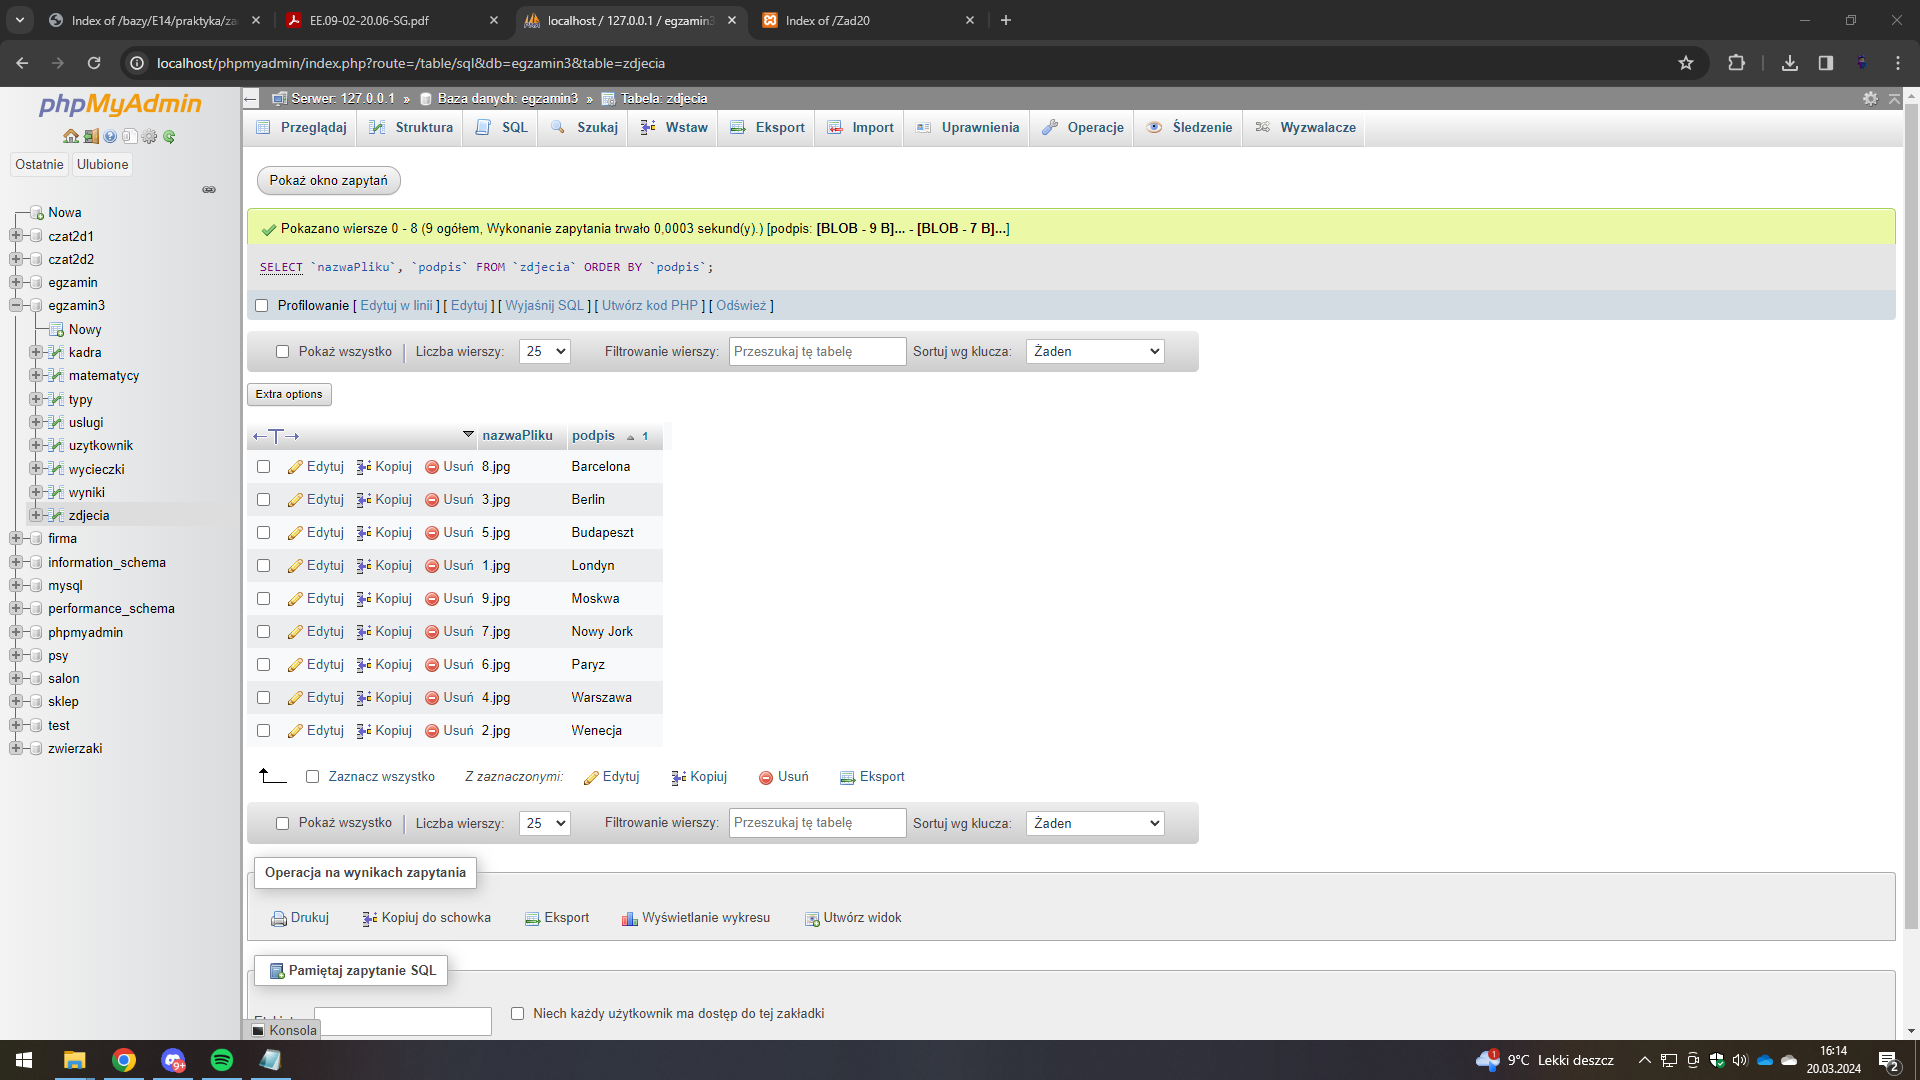 Index of /bazy/E14/praktyka/za
EE.09-02-20.06-SG.pdf
localhost / 127.0.0.1 / egzamin3
Index of /Zad20
localhost/phpmyadmin/index.php?route=/table/sql&db=egzamin3&table=zdjecia
phpMyAdmin
Ostatnie
Ulubione
Nowa
czat2d1
czat2d2
egzamin
egzamin3
Nowy
kadra
matematycy
typy
uslugi
uzytkownik
wycieczki
wyniki
zdjecia
firma
information_schema
mysql
performance_schema
phpmyadmin
psy
salon
sklep
test
zwierzaki
Serwer: 127.0.0.1 » Baza danych: egzamin3 » Tabela: zdjecia
Przeglądaj Struktura SQL Szukaj Wstaw Eksport Import Uprawnienia Operacje Śledzenie Wyzwalacze
Pokaż okno zapytań
Pokazano wiersze 0 - 8 (9 ogółem, Wykonanie zapytania trwało 0,0003 sekund(y).) [podpis: [BLOB - 9 B]... - [BLOB - 7 B]...]
SELECT `nazwaPliku`, `podpis` FROM `zdjecia` ORDER BY `podpis`;
Profilowanie [ Edytuj w linii ] [ Edytuj ] [ Wyjaśnij SQL ] [ Utwórz kod PHP ] [ Odśwież ]
Pokaż wszystko | Liczba wierszy: 25 Filtrowanie wierszy: Przeszukaj tę tabelę Sortuj wg klucza: Żaden
Extra options
←T→ nazwaPliku podpis 1
Edytuj Kopiuj Usuń 8.jpg Barcelona
Edytuj Kopiuj Usuń 3.jpg Berlin
Edytuj Kopiuj Usuń 5.jpg Budapeszt
Edytuj Kopiuj Usuń 1.jpg Londyn
Edytuj Kopiuj Usuń 9.jpg Moskwa
Edytuj Kopiuj Usuń 7.jpg Nowy Jork
Edytuj Kopiuj Usuń 6.jpg Paryz
Edytuj Kopiuj Usuń 4.jpg Warszawa
Edytuj Kopiuj Usuń 2.jpg Wenecja
Zaznacz wszystko Z zaznaczonymi: Edytuj Kopiuj Usuń Eksport
Pokaż wszystko | Liczba wierszy: 25 Filtrowanie wierszy: Przeszukaj tę tabelę Sortuj wg klucza: Żaden
Operacja na wynikach zapytania
Drukuj Kopiuj do schowka Eksport Wyświetlanie wykresu Utwórz widok
Pamiętaj zapytanie SQL
Niech każdy użytkownik ma dostęp do tej zakładki
Konsola
9+
1
9°C Lekki deszcz
16:14
20.03.2024
2